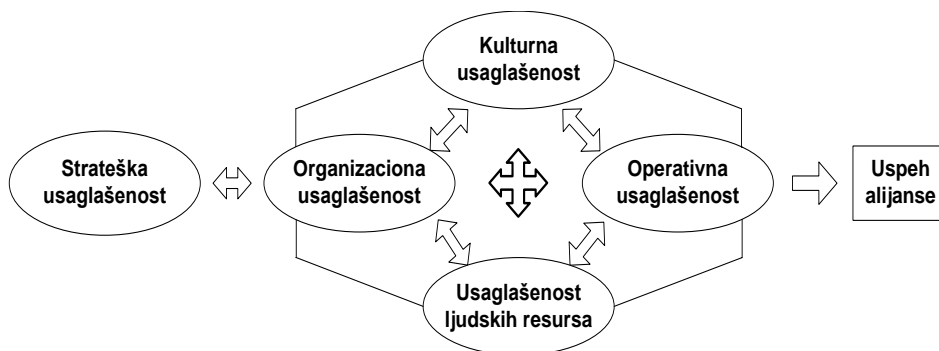 Kulturna
usaglašenost
Strateška
usaglašenost
Organizaciona
usaglašenost
Operativna
usaglašenost
Uspeh
alijanse
Usaglašenost
ljudskih resursa